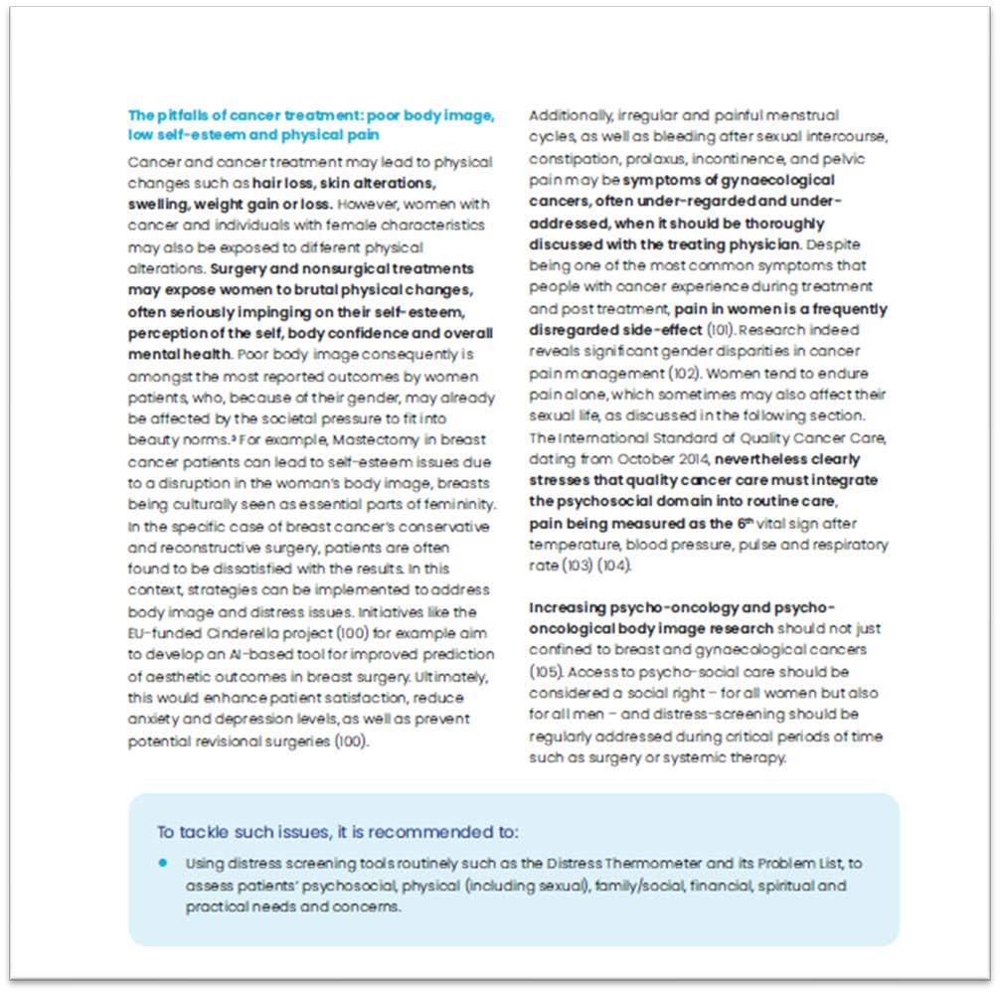 The pitfalls of cancer treatment: poor body image,
low self-esteem and physical pain
Cancer and cancer treatment may lead to physical
changes such as hair loss, skin alterations,
swelling, weight gain or loss. However, women with
cancer and individuals with female characteristics
may also be exposed to different physical
alterations. Surgery and nonsurgical treatments
may expose women to brutal physical changes,
often seriously impinging on their self-esteem,
perception of the self, body confidence and overall
mental health. Poor body image consequently is
amongst the most reported outcomes by women
patients, who, because of their gender, may already
be affected by the societal pressure to fit into
beauty norms.³ For example, Mastectomy in breast
cancer patients can lead to self-esteem issues due
to a disruption in the woman's body image, breasts
being culturally seen as essential parts of femininity.
In the specific case of breast cancer's conservative
and reconstructive surgery, patients are often
found to be dissatisfied with the results. In this
context, strategies can be implemented to address
body image and distress issues. Initiatives like the
EU-funded Cinderella project (100) for example aim
to develop an AI-based tool for improved prediction
of aesthetic outcomes in breast surgery. Ultimately,
this would enhance patient satisfaction, reduce
anxiety and depression levels, as well as prevent
potential revisional surgeries (100).
Additionally, irregular and painful menstrual
cycles, as well as bleeding after sexual intercourse,
constipation, prolaxus, incontinence, and pelvic
pain may be symptoms of gynaecological
cancers, often under-regarded and under-
addressed, when it should be thoroughly
discussed with the treating physician. Despite
being one of the most common symptoms that
people with cancer experience during treatment
and post treatment, pain in women is a frequently
disregarded side-effect (101). Research indeed
reveals significant gender disparities in cancer
pain management (102). Women tend to endure
pain alone, which sometimes may also affect their
sexual life, as discussed in the following section.
The International Standard of Quality Cancer Care,
dating from October 2014, nevertheless clearly
stresses that quality cancer care must integrate
the psychosocial domain into routine care,
pain being measured as the 6th vital sign after
temperature, blood pressure, pulse and respiratory
rate (103) (104).
Increasing psycho-oncology and psycho-
oncological body image research should not just
confined to breast and gynaecological cancers
(105). Access to psycho-social care should be
considered a social right – for all women but also
for all men – and distress-screening should be
regularly addressed during critical periods of time
such as surgery or systemic therapy.
To tackle such issues, it is recommended to:
● Using distress screening tools routinely such as the Distress Thermometer and its Problem List, to
assess patients' psychosocial, physical (including sexual), family/social, financial, spiritual and
practical needs and concerns.